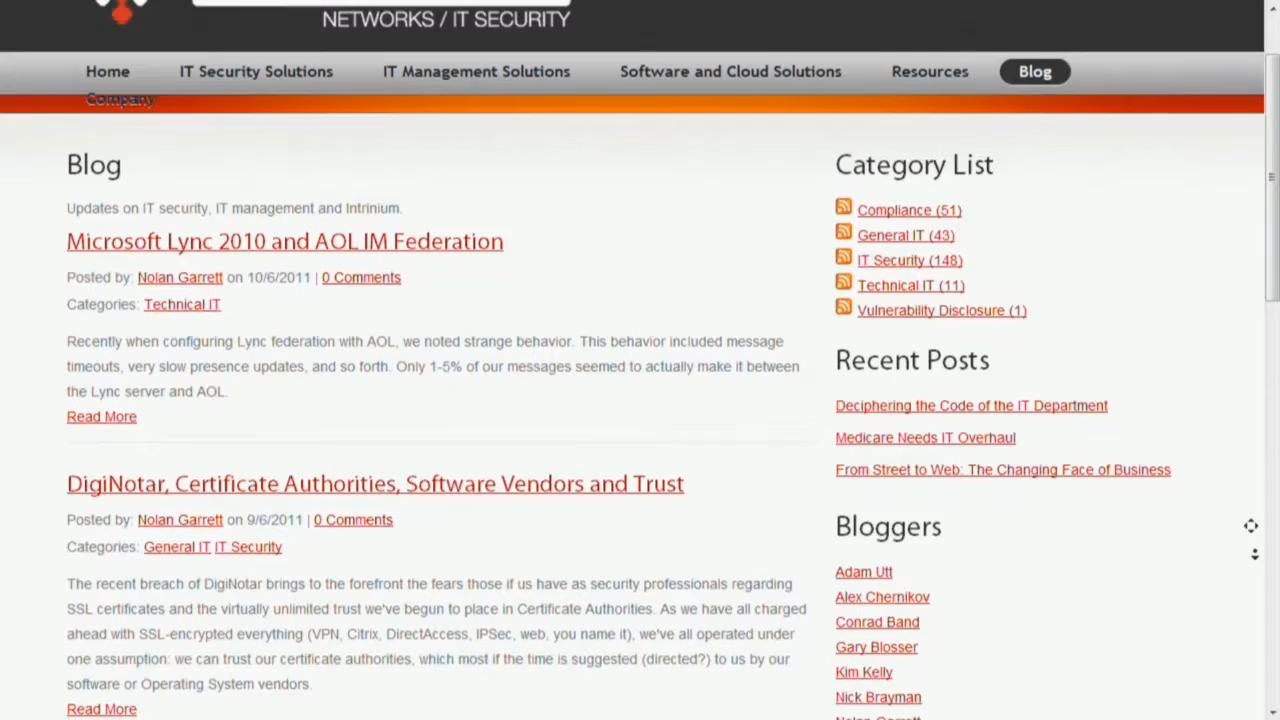 NETWORKS / IT SECURITY
Home IT Security Solutions IT Management Solutions Software and Cloud Solutions Resources Blog
Company
Blog
Updates on IT security, IT management and Intrinium.
Microsoft Lync 2010 and AOL IM Federation
Posted by: Nolan Garrett on 10/6/2011 | 0 Comments
Categories: Technical IT
Recently when configuring Lync federation with AOL, we noted strange behavior. This behavior included message
timeouts, very slow presence updates, and so forth. Only 1-5% of our messages seemed to actually make it between
the Lync server and AOL.
Read More
DigiNotar, Certificate Authorities, Software Vendors and Trust
Posted by: Nolan Garrett on 9/6/2011 | 0 Comments
Categories: General IT IT Security
The recent breach of DigiNotar brings to the forefront the fears those if us have as security professionals regarding
SSL certificates and the virtually unlimited trust we've begun to place in Certificate Authorities. As we have all charged
ahead with SSL-encrypted everything (VPN, Citrix, DirectAccess, IPSec, web, you name it), we've all operated under
one assumption: we can trust our certificate authorities, which most if the time is suggested (directed?) to us by our
software or Operating System vendors.
Read More
Category List
Compliance (51)
General IT (43)
IT Security (148)
Technical IT (11)
Vulnerability Disclosure (1)
Recent Posts
Deciphering the Code of the IT Department
Medicare Needs IT Overhaul
From Street to Web: The Changing Face of Business
Bloggers
Adam Utt
Alex Chernikov
Conrad Band
Gary Blosser
Kim Kelly
Nick Brayman
Nolan Garrett